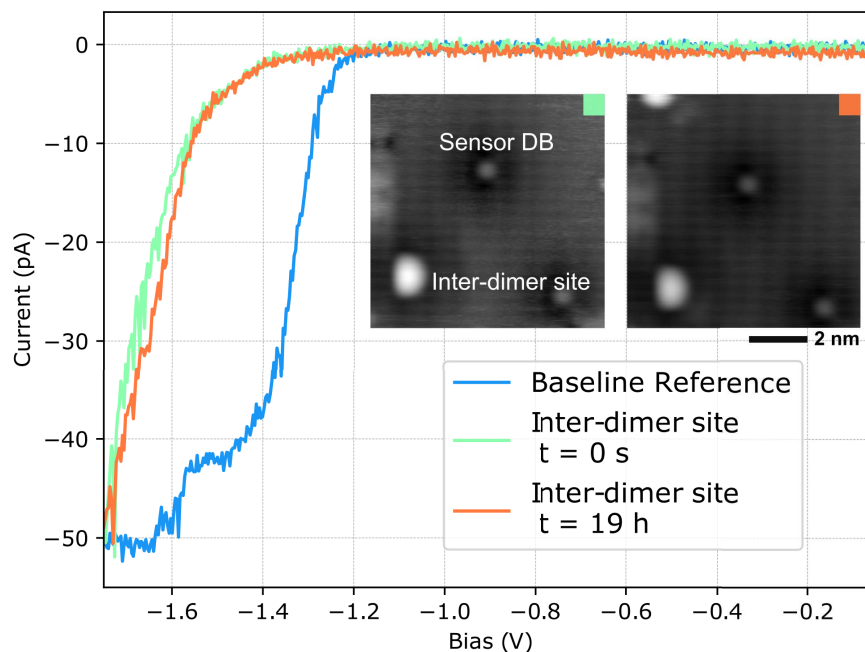 0
−10
−20
−30
−40
−50
Current (pA)
−1.6
−1.4
−1.2
−1.0
−0.8
−0.6
−0.4
−0.2
Bias (V)
Sensor DB
Inter-dimer site
2 nm
Baseline Reference
Inter-dimer site
t = 0 s
Inter-dimer site
t = 19 h